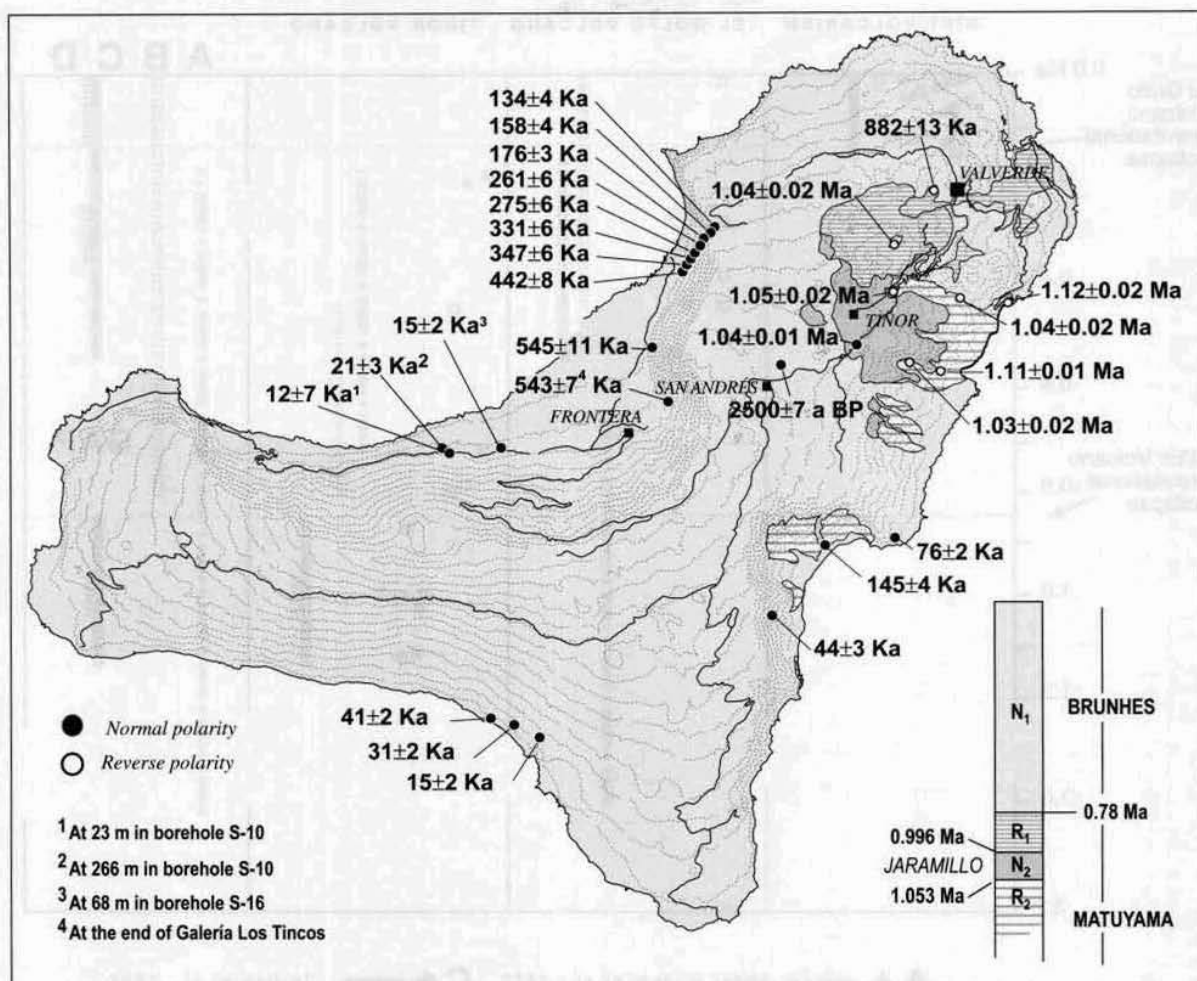 134±4 Ka
158±4 Ka
176±3 Ka
261±6 Ka
275±6 Ka
331±6 Ka
347±6 Ka
442±8 Ka
882±13 Ka
VALVERDE
1.04±0.02 Ma
1.05±0.02 Ma
TIÑOR
1.12±0.02 Ma
1.04±0.02 Ma
1.04±0.01 Ma
1.11±0.01 Ma
1.03±0.02 Ma
15±2 Ka³
21±3 Ka²
12±7 Ka¹
545±11 Ka
543±7⁴ Ka
SAN ANDRES
2500±7 a BP
FRONTERA
76±2 Ka
145±4 Ka
44±3 Ka
41±2 Ka
31±2 Ka
15±2 Ka
Normal polarity
Reverse polarity
¹ At 23 m in borehole S-10
² At 266 m in borehole S-10
³ At 68 m in borehole S-16
⁴ At the end of Galería Los Tincos
N₁
BRUNHES
0.78 Ma
R₁
0.996 Ma
JARAMILLO
N₂
1.053 Ma
R₂
MATUYAMA